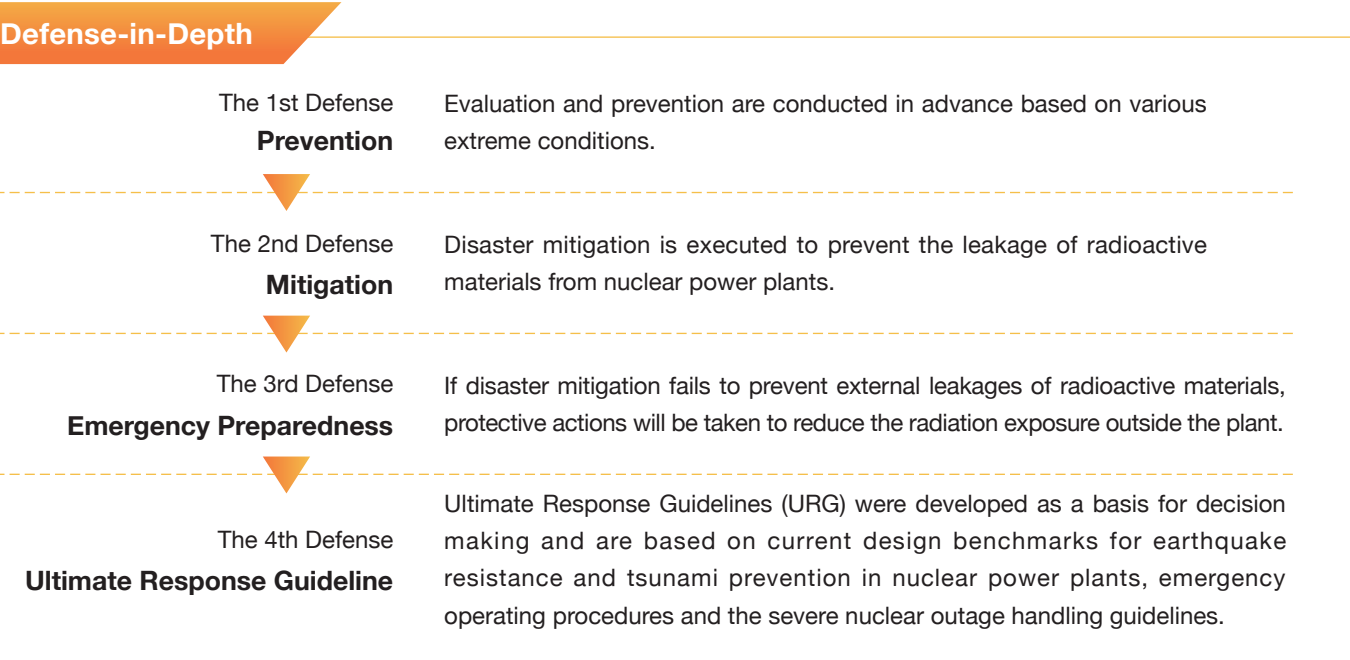 Defense-in-Depth
The 1st Defense
Prevention
Evaluation and prevention are conducted in advance based on various
extreme conditions.
The 2nd Defense
Mitigation
Disaster mitigation is executed to prevent the leakage of radioactive
materials from nuclear power plants.
The 3rd Defense
Emergency Preparedness
If disaster mitigation fails to prevent external leakages of radioactive materials,
protective actions will be taken to reduce the radiation exposure outside the plant.
The 4th Defense
Ultimate Response Guideline
Ultimate Response Guidelines (URG) were developed as a basis for decision
making and are based on current design benchmarks for earthquake
resistance and tsunami prevention in nuclear power plants, emergency
operating procedures and the severe nuclear outage handling guidelines.